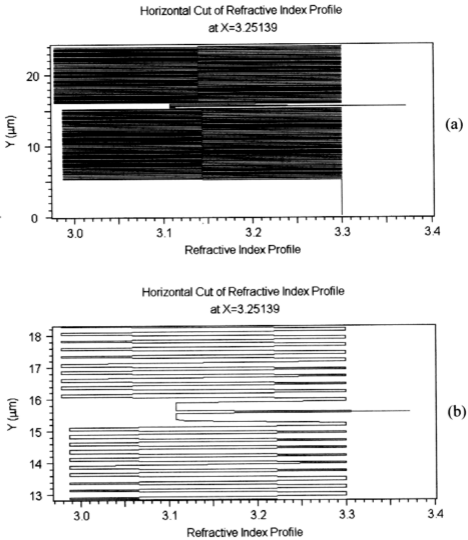 Horizontal Cut of Refractive Index Profile
at X=3.25139
20
10
0
Y (µm)
3.0 3.1 3.2 3.3 3.4
Refractive Index Profile
(a)
Horizontal Cut of Refractive Index Profile
at X=3.25139
18
17
16
15
14
13
Y (µm)
3.0 3.1 3.2 3.3 3.4
Refractive Index Profile
(b)